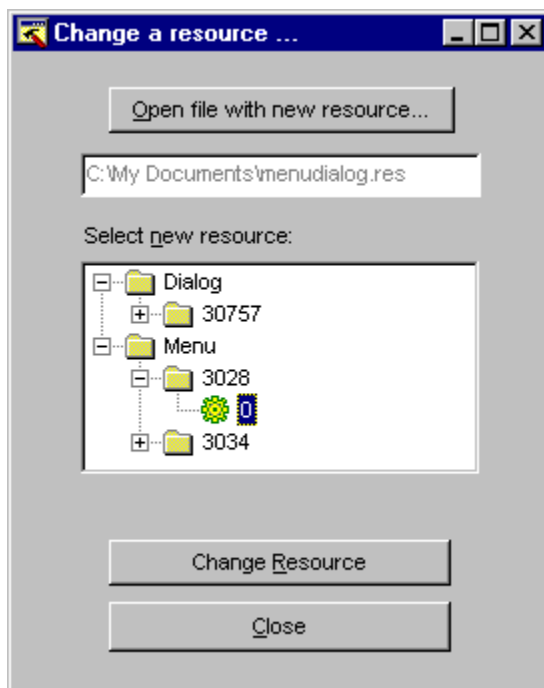 Change a resource ...
Open file with new resource...
C:\My Documents\menudialog.res
Select new resource:
Dialog
30757
Menu
3028
0
3034
Change Resource
Close